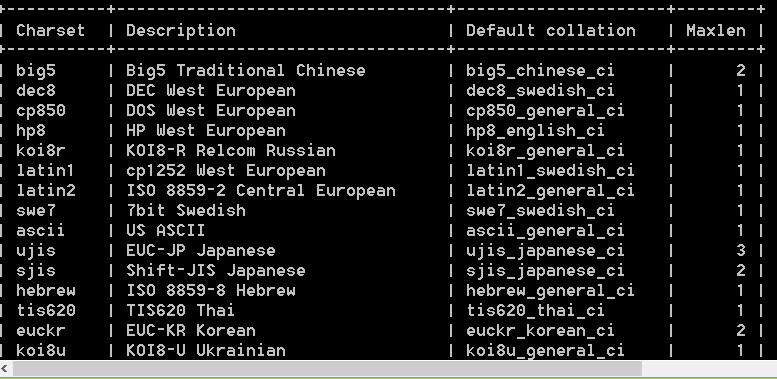 +----------+-----------------------------+---------------------+--------+
| Charset  | Description                 | Default collation   | Maxlen |
+----------+-----------------------------+---------------------+--------+
| big5     | Big5 Traditional Chinese    | big5_chinese_ci     |      2 |
| dec8     | DEC West European           | dec8_swedish_ci     |      1 |
| cp850    | DOS West European           | cp850_general_ci    |      1 |
| hp8      | HP West European            | hp8_english_ci      |      1 |
| koi8r    | KOI8-R Relcom Russian       | koi8r_general_ci    |      1 |
| latin1   | cp1252 West European        | latin1_swedish_ci   |      1 |
| latin2   | ISO 8859-2 Central European | latin2_general_ci   |      1 |
| swe7     | 7bit Swedish                | swe7_swedish_ci     |      1 |
| ascii    | US ASCII                    | ascii_general_ci    |      1 |
| ujis     | EUC-JP Japanese             | ujis_japanese_ci    |      3 |
| sjis     | Shift-JIS Japanese          | sjis_japanese_ci    |      2 |
| hebrew   | ISO 8859-8 Hebrew           | hebrew_general_ci   |      1 |
| tis620   | TIS620 Thai                 | tis620_thai_ci      |      1 |
| euckr    | EUC-KR Korean               | euckr_korean_ci     |      2 |
| koi8u    | KOI8-U Ukrainian            | koi8u_general_ci    |      1 |